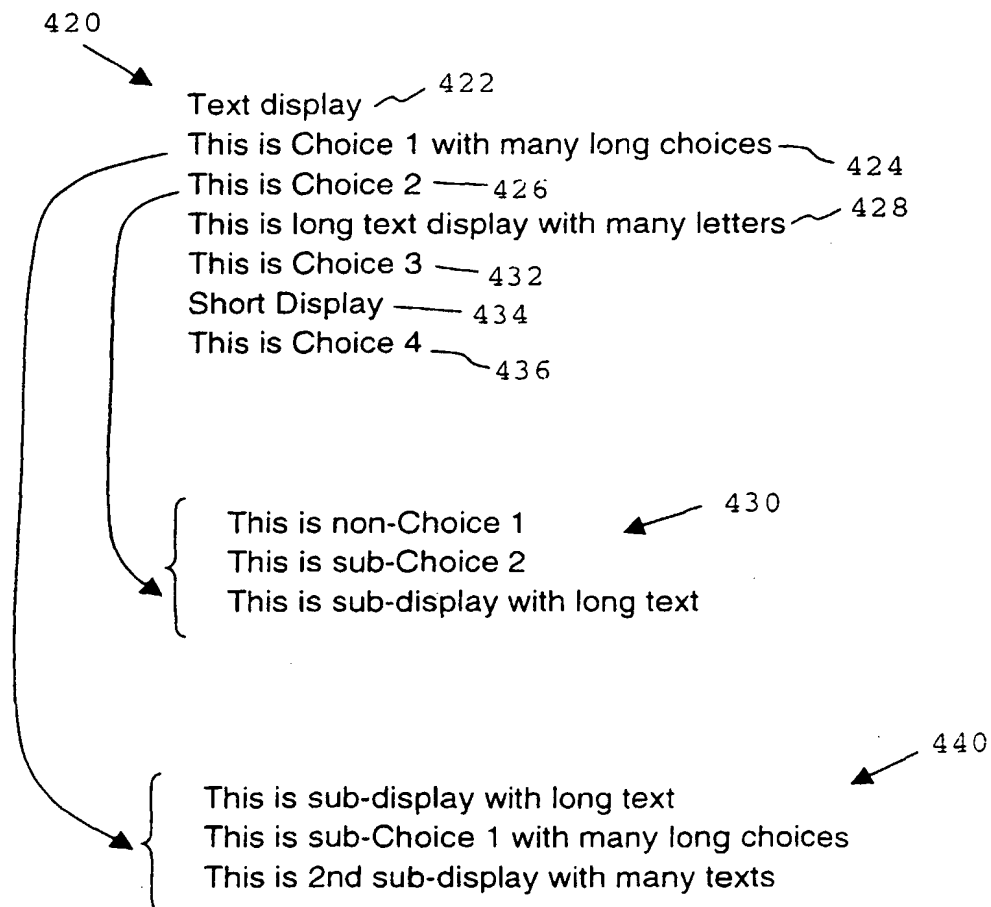 420
Text display 422
This is Choice 1 with many long choices 424
This is Choice 2 426
This is long text display with many letters 428
This is Choice 3 432
Short Display 434
This is Choice 4 436
This is non-Choice 1 430
This is sub-Choice 2
This is sub-display with long text
440
This is sub-display with long text
This is sub-Choice 1 with many long choices
This is 2nd sub-display with many texts